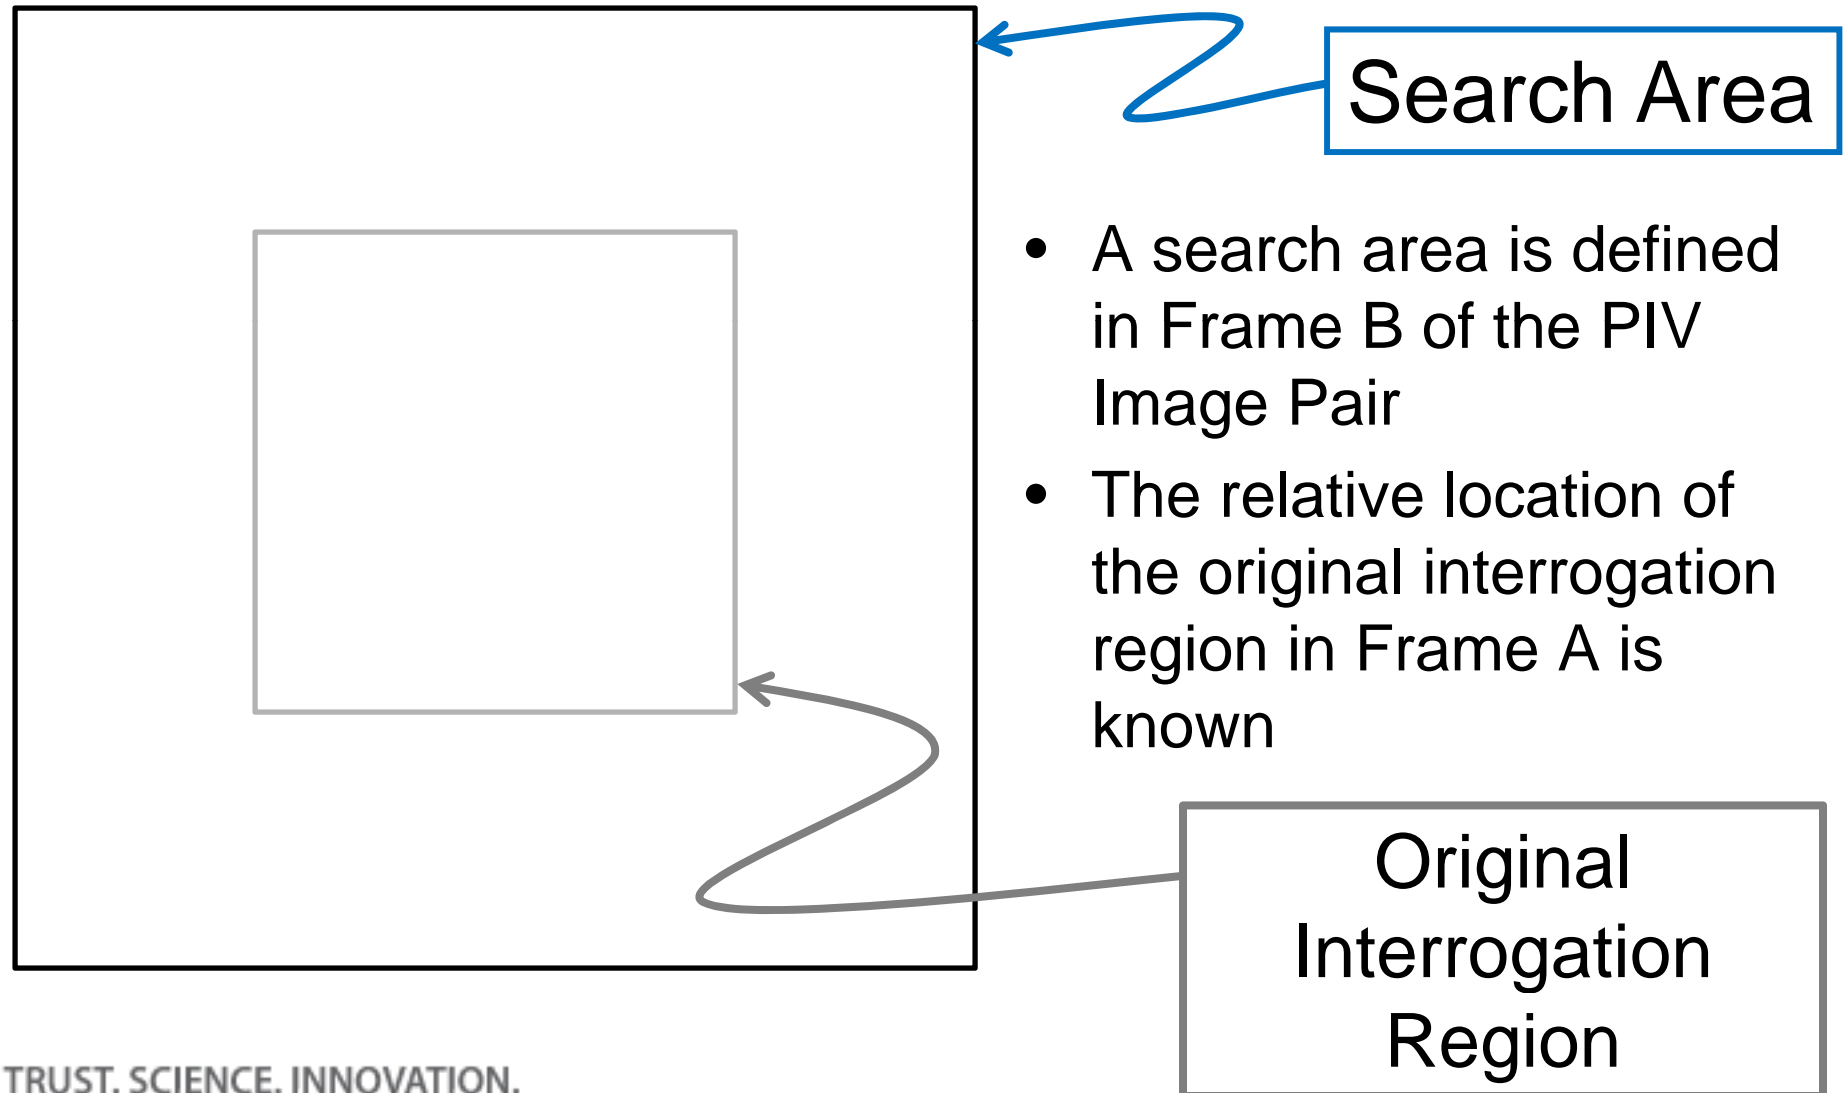 Search Area
• A search area is defined
in Frame B of the PIV
Image Pair
• The relative location of
the original interrogation
region in Frame A is
known
Original
Interrogation
Region
TRUST. SCIENCE. INNOVATION.